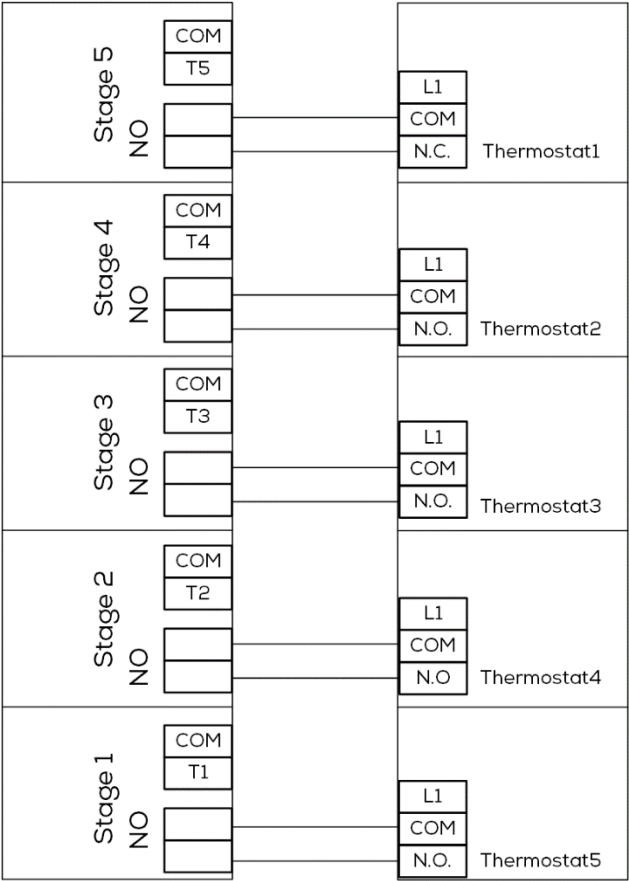 Stage 5
NO
COM
T5
L1
COM
N.C.
Thermostat1
Stage 4
NO
COM
T4
L1
COM
N.O.
Thermostat2
Stage 3
NO
COM
T3
L1
COM
N.O.
Thermostat3
Stage 2
NO
COM
T2
L1
COM
N.O
Thermostat4
Stage 1
NO
COM
T1
L1
COM
N.O.
Thermostat5